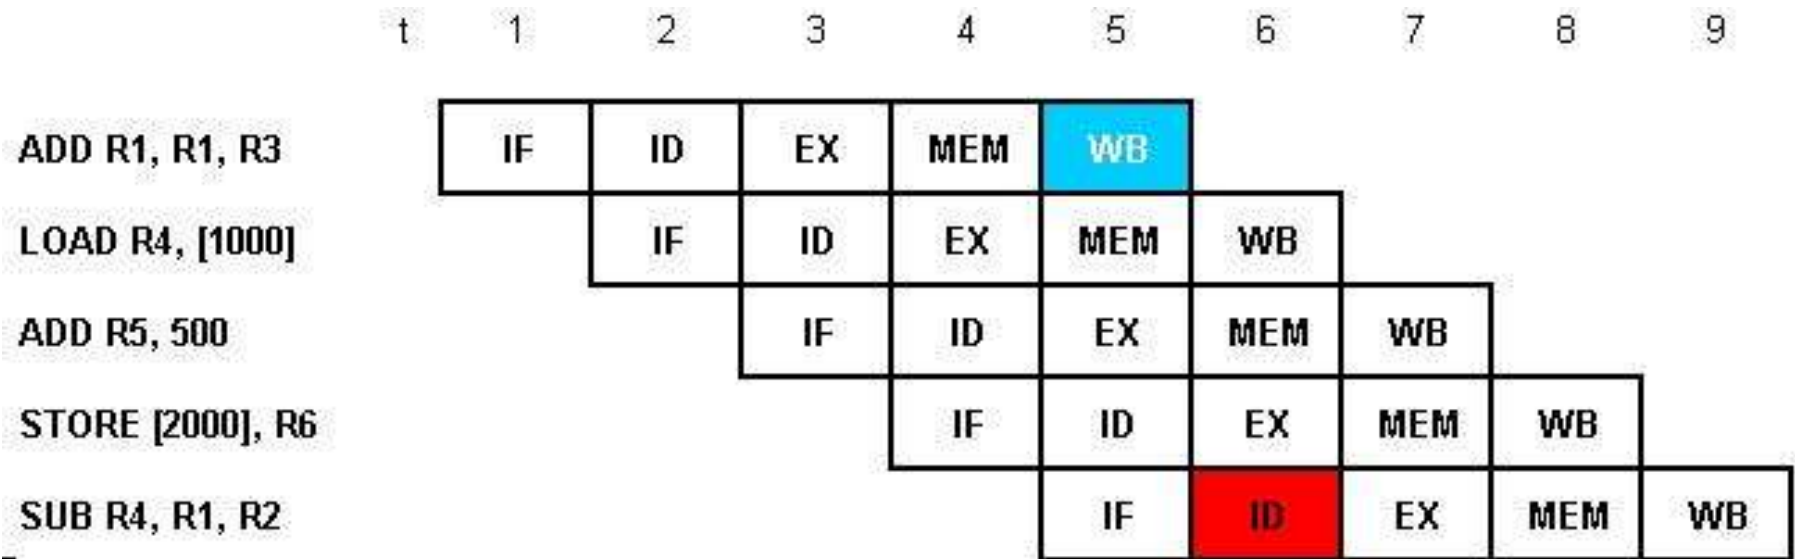 t 1 2 3 4 5 6 7 8 9
ADD R1, R1, R3 IF ID EX MEM WB
LOAD R4, [1000] IF ID EX MEM WB
ADD R5, 500 IF ID EX MEM WB
STORE [2000], R6 IF ID EX MEM WB
SUB R4, R1, R2 IF ID EX MEM WB